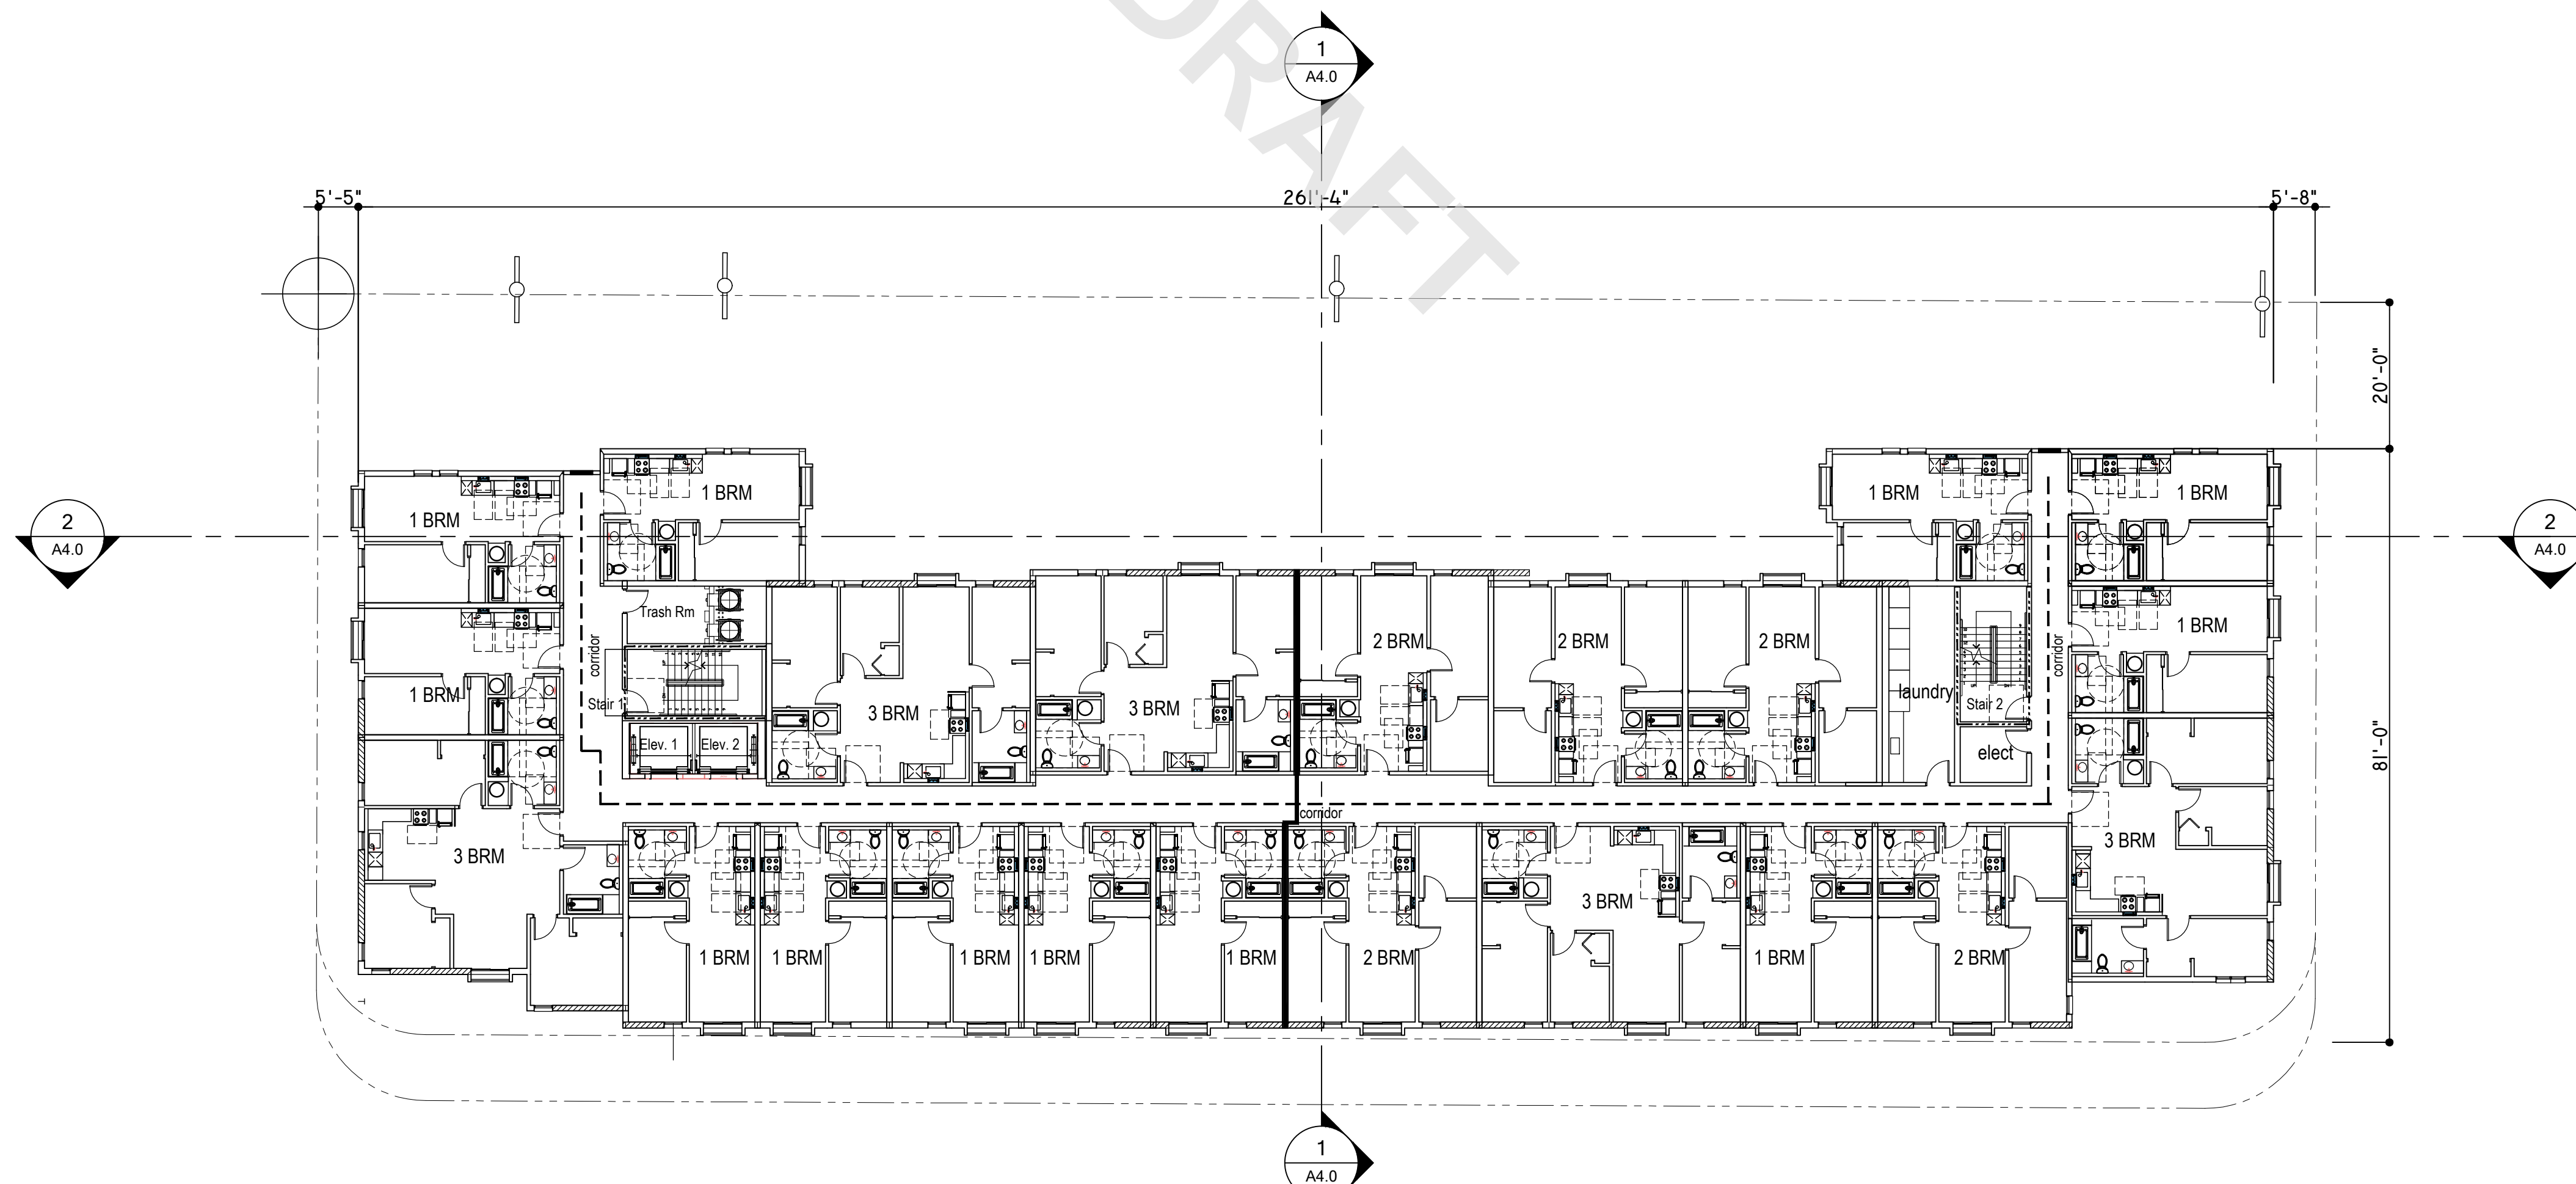 DRAFT
1
A4.0
5'-5"
261'-4"
5'-8"
20'-0"
1 BRM
1 BRM
1 BRM
1 BRM
2
A4.0
1 BRM
2
A4.0
Trash Rm
1 BRM
corridor
3 BRM
3 BRM
2 BRM
2 BRM
2 BRM
laundry
Stair 2
corridor
1 BRM
Stair 1
Elev. 1
Elev. 2
elect
81'-0"
corridor
3 BRM
3 BRM
3 BRM
1 BRM
1 BRM
1 BRM
1 BRM
1 BRM
2 BRM
1 BRM
2 BRM
1
A4.0